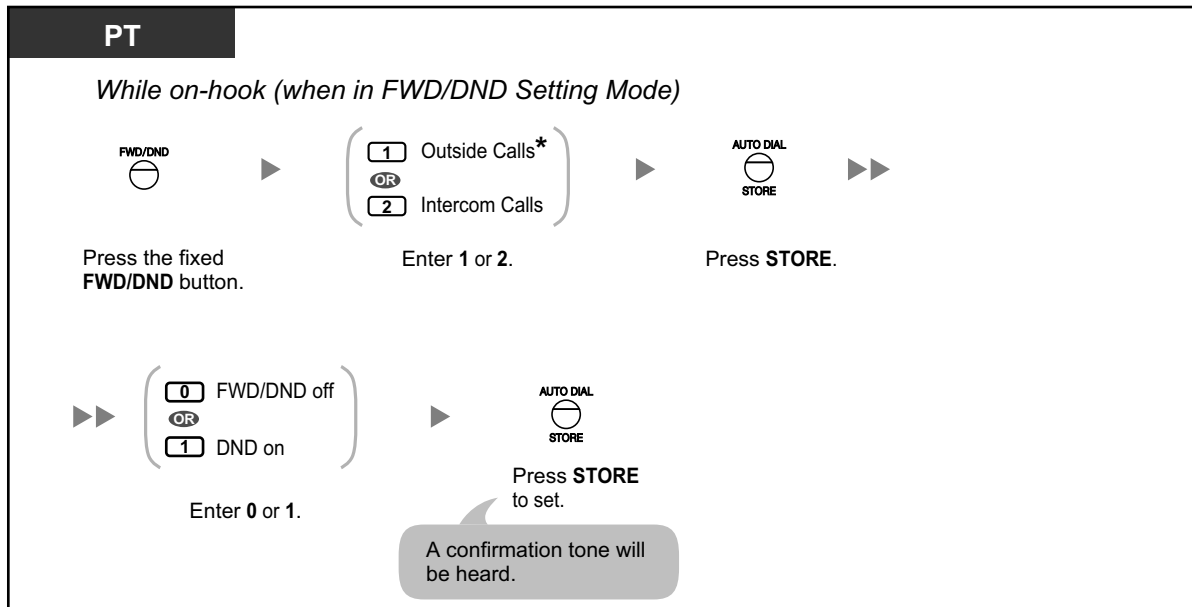 PT
While on-hook (when in FWD/DND Setting Mode)
FWD/DND
1 Outside Calls*
OR
2 Intercom Calls
AUTO DIAL
STORE
Press the fixed
FWD/DND button.
Enter 1 or 2.
Press STORE.
0 FWD/DND off
OR
1 DND on
AUTO DIAL
STORE
Enter 0 or 1.
Press STORE
to set.
A confirmation tone will
be heard.